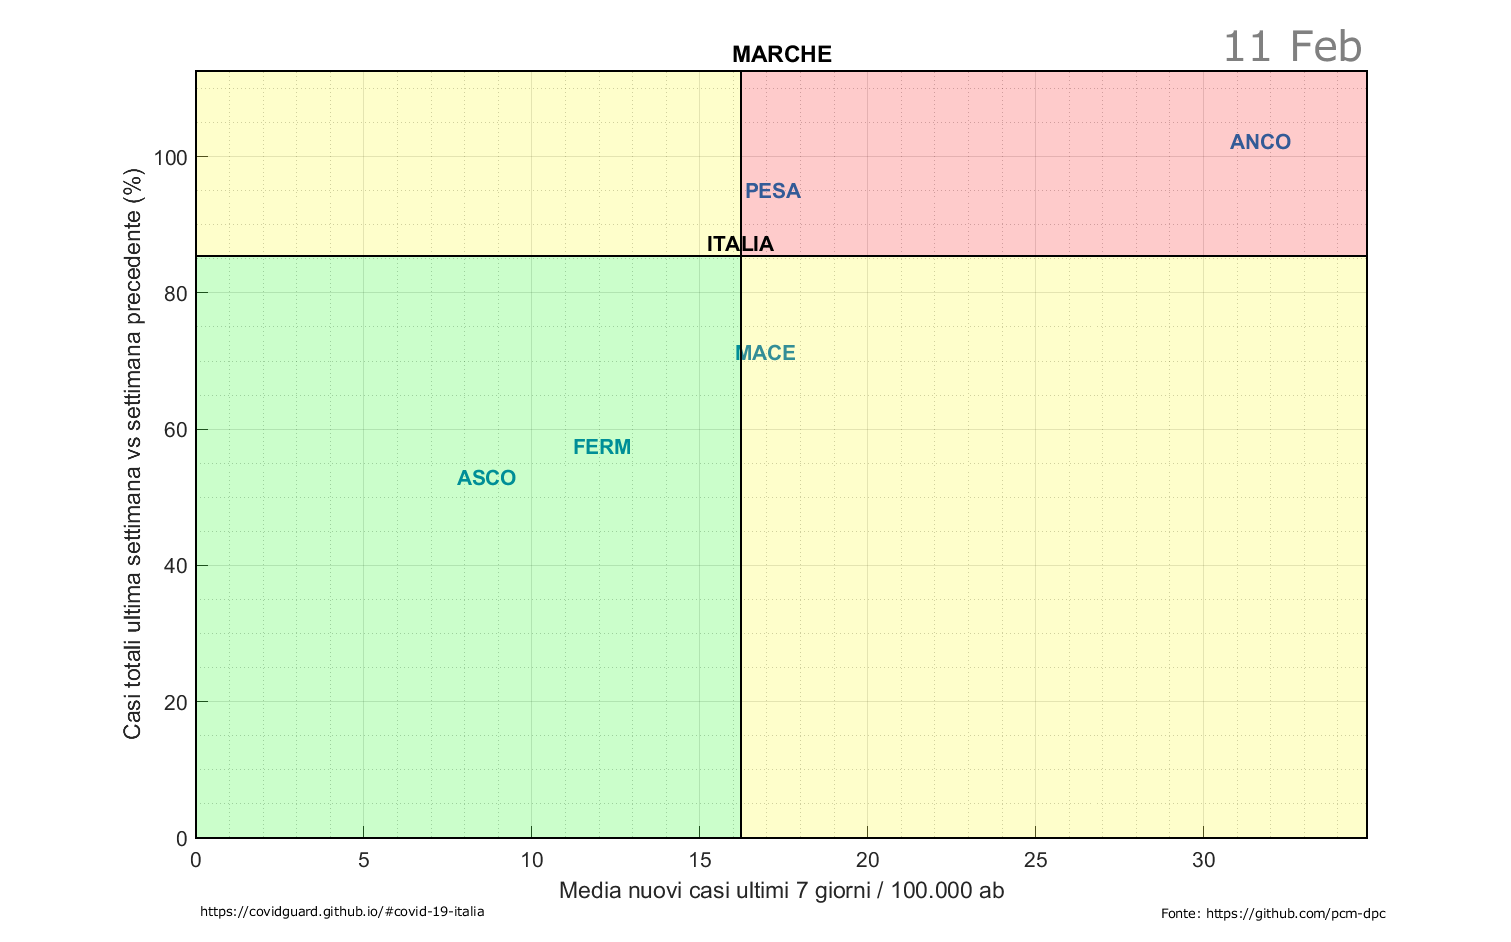 11 Feb
MARCHE
ANCO
PESA
ITALIA
MACE
FERM
ASCO
Casi totali ultima settimana vs settimana precedente (%)
100
80
60
40
20
0
0 5 10 15 20 25 30
Media nuovi casi ultimi 7 giorni / 100.000 ab
https://covidguard.github.io/#covid-19-italia
Fonte: https://github.com/pcm-dpc